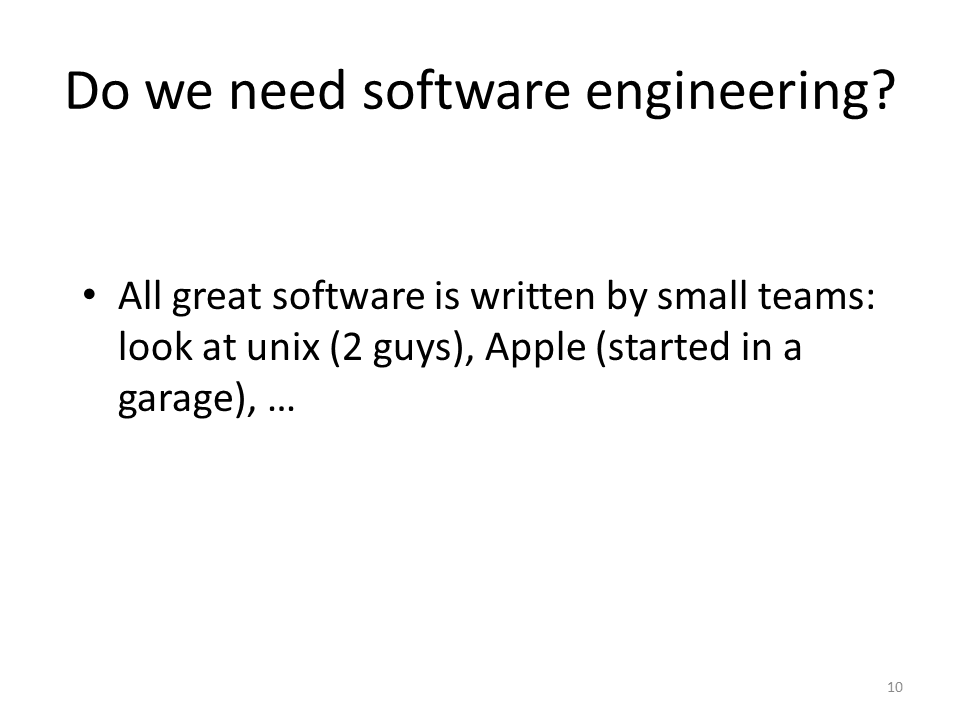 Do we need software engineering?
• All great software is written by small teams:
look at unix (2 guys), Apple (started in a
garage), …
10